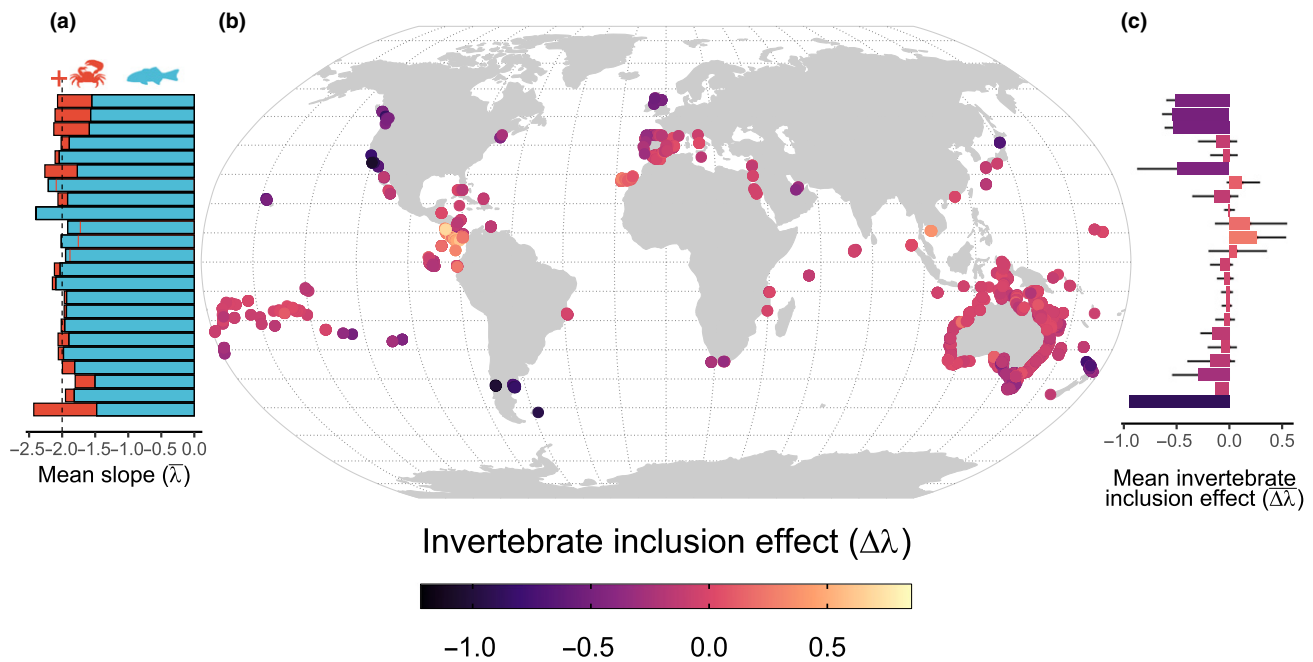 (a)
(b)
(c)
+
−2.5 −2.0 −1.5 −1.0 −0.5 0.0
Mean slope (λ̅)
−1.0 −0.5 0.0 0.5
Mean invertebrate
inclusion effect (Δ̅λ̅)
Invertebrate inclusion effect (Δλ)
−1.0 −0.5 0.0 0.5